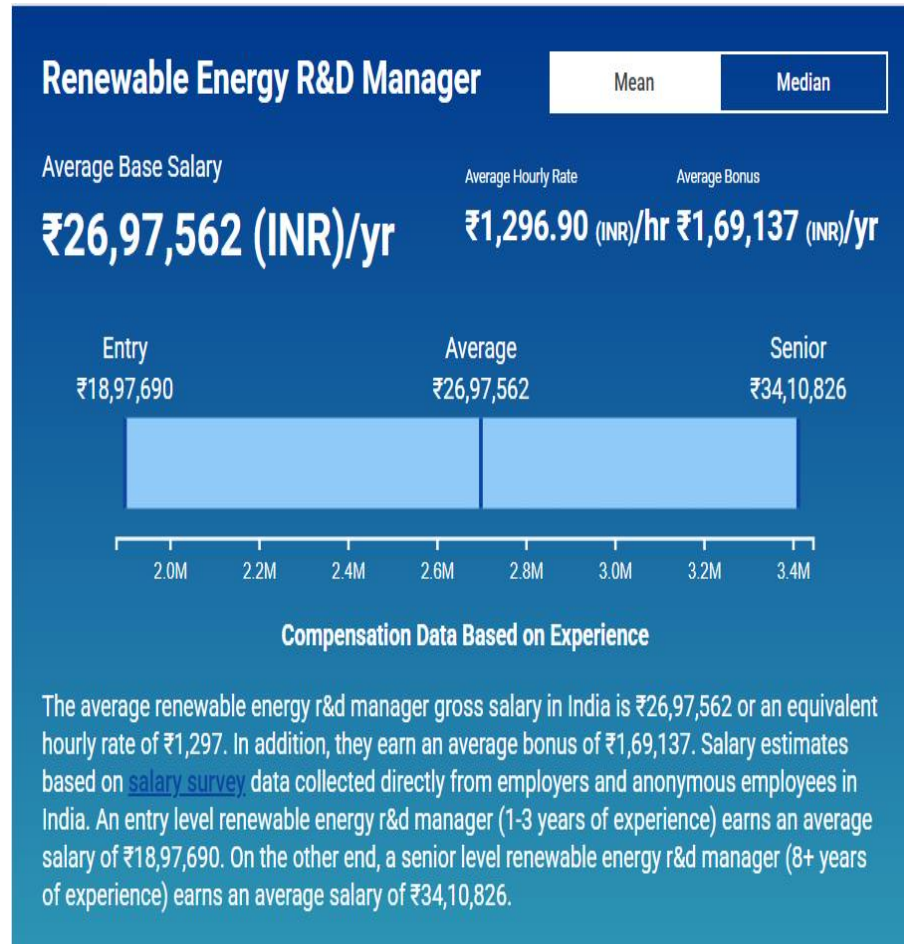 Renewable Energy R&D Manager
Mean Median
Average Base Salary
Average Hourly Rate Average Bonus
₹26,97,562 (INR)/yr
₹1,296.90 (INR)/hr ₹1,69,137 (INR)/yr
Entry Average Senior
₹18,97,690 ₹26,97,562 ₹34,10,826
2.0M 2.2M 2.4M 2.6M 2.8M 3.0M 3.2M 3.4M
Compensation Data Based on Experience
The average renewable energy r&d manager gross salary in India is ₹26,97,562 or an equivalent
hourly rate of ₹1,297. In addition, they earn an average bonus of ₹1,69,137. Salary estimates
based on salary survey data collected directly from employers and anonymous employees in
India. An entry level renewable energy r&d manager (1-3 years of experience) earns an average
salary of ₹18,97,690. On the other end, a senior level renewable energy r&d manager (8+ years
of experience) earns an average salary of ₹34,10,826.